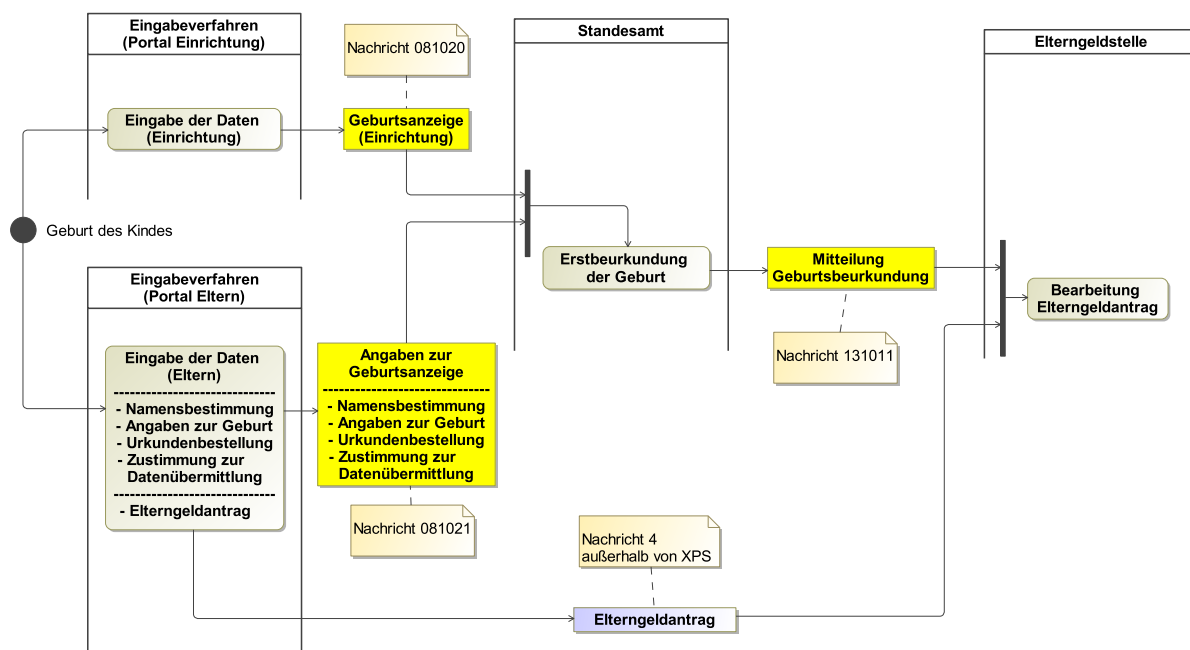 Eingabeverfahren
(Portal Einrichtung)
Nachricht 081020
Standesamt
Elterngeldstelle
Eingabe der Daten
(Einrichtung)
Geburtsanzeige
(Einrichtung)
Geburt des Kindes
Eingabeverfahren
(Portal Eltern)
Erstbeurkundung
der Geburt
Mitteilung
Geburtsbeurkundung
Bearbeitung
Elterngeldantrag
Nachricht 131011
Eingabe der Daten
(Eltern)
--------------------------------
- Namensbestimmung
- Angaben zur Geburt
- Urkundenbestellung
- Zustimmung zur
Datenübermittlung
--------------------------------
- Elterngeldantrag
Angaben zur
Geburtsanzeige
---------------------------------
- Namensbestimmung
- Angaben zur Geburt
- Urkundenbestellung
- Zustimmung zur
Datenübermittlung
Nachricht 081021
Nachricht 4
außerhalb von XPS
Elterngeldantrag